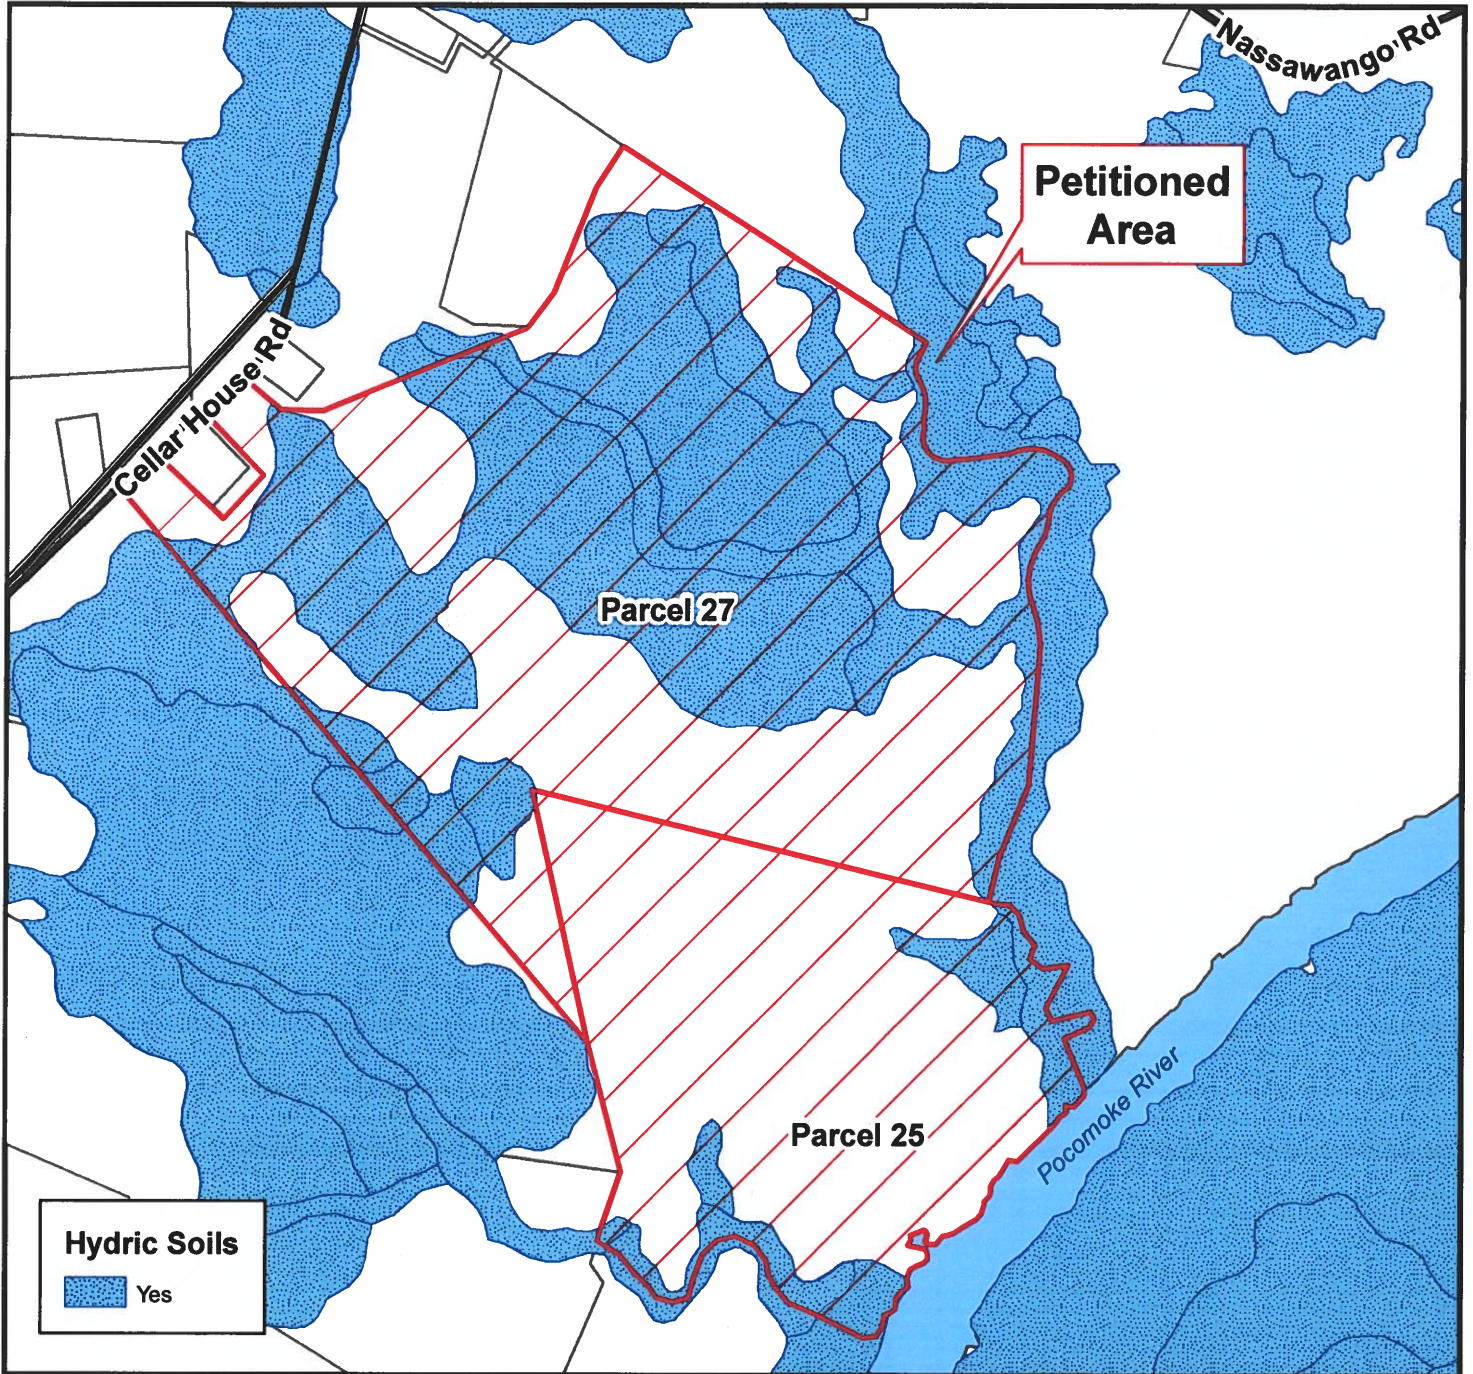 Nassawango Rd
Petitioned
Area
Cellar House Rd
Parcel 27
Parcel 25
Pocomoke River
Hydric Soils
Yes